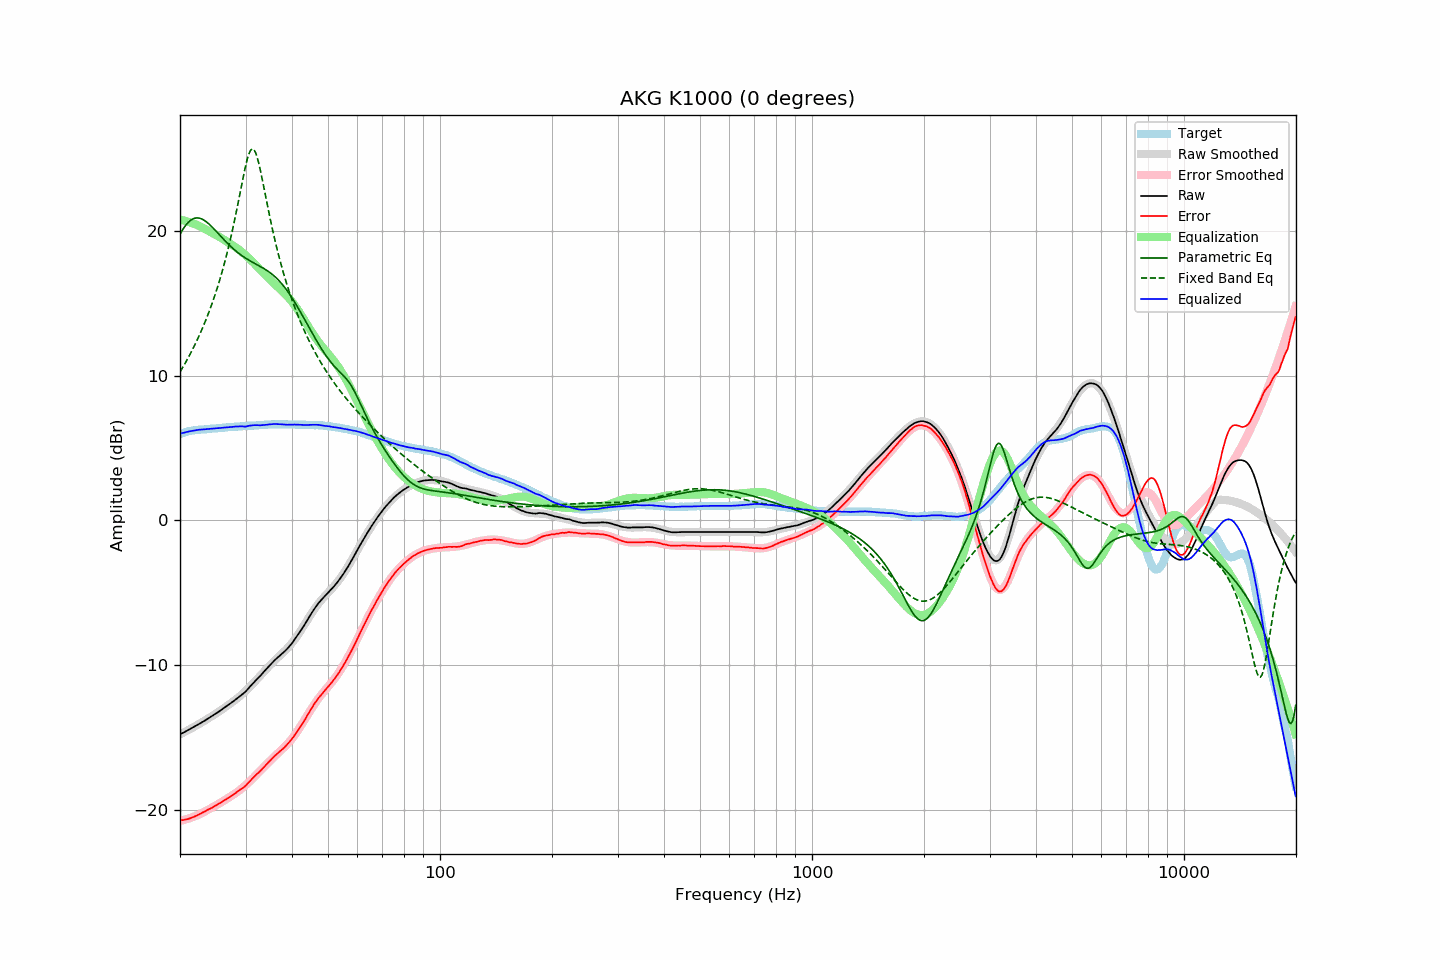 AKG K1000 (0 degrees)
Target
Raw Smoothed
Error Smoothed
Raw
Error
Equalization
Parametric Eq
Fixed Band Eq
Equalized
Amplitude (dBr)
20
10
0
−10
−20
100
1000
10000
Frequency (Hz)